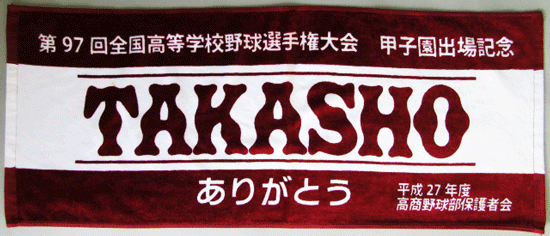 第97回全国高等学校野球選手権大会　甲子園出場記念
TAKASHO
ありがとう
平成27年度
高商野球部保護者会